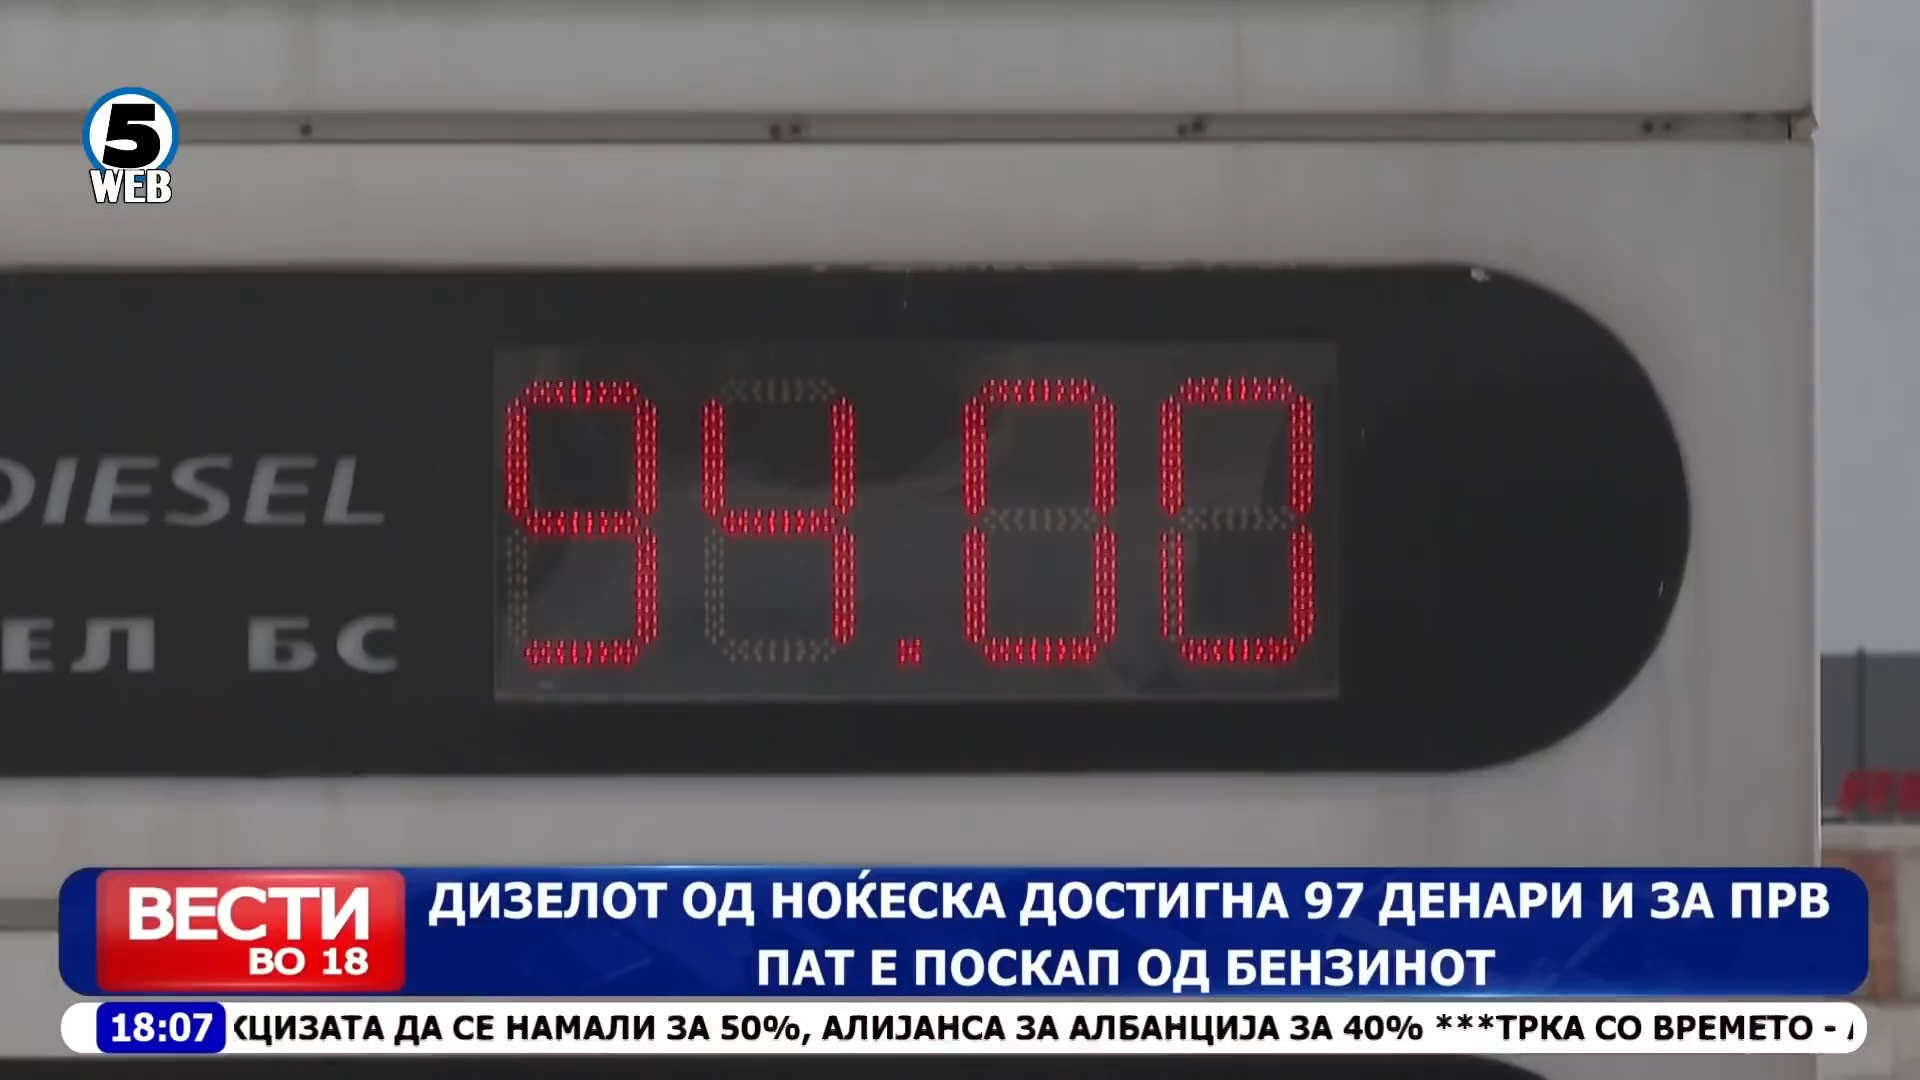 5
WEB
DIESEL
94.00
ЕЛ БС
ВЕСТИ
ВО 18
ДИЗЕЛОТ ОД НОЌЕСКА ДОСТИГНА 97 ДЕНАРИ И ЗА ПРВ
ПАТ Е ПОСКАП ОД БЕНЗИНОТ
18:07
КЦИЗАТА ДА СЕ НАМАЛИ ЗА 50%, АЛИЈАНСА ЗА АЛБАНЦИЈА ЗА 40% ***ТРКА СО ВРЕМЕТО -